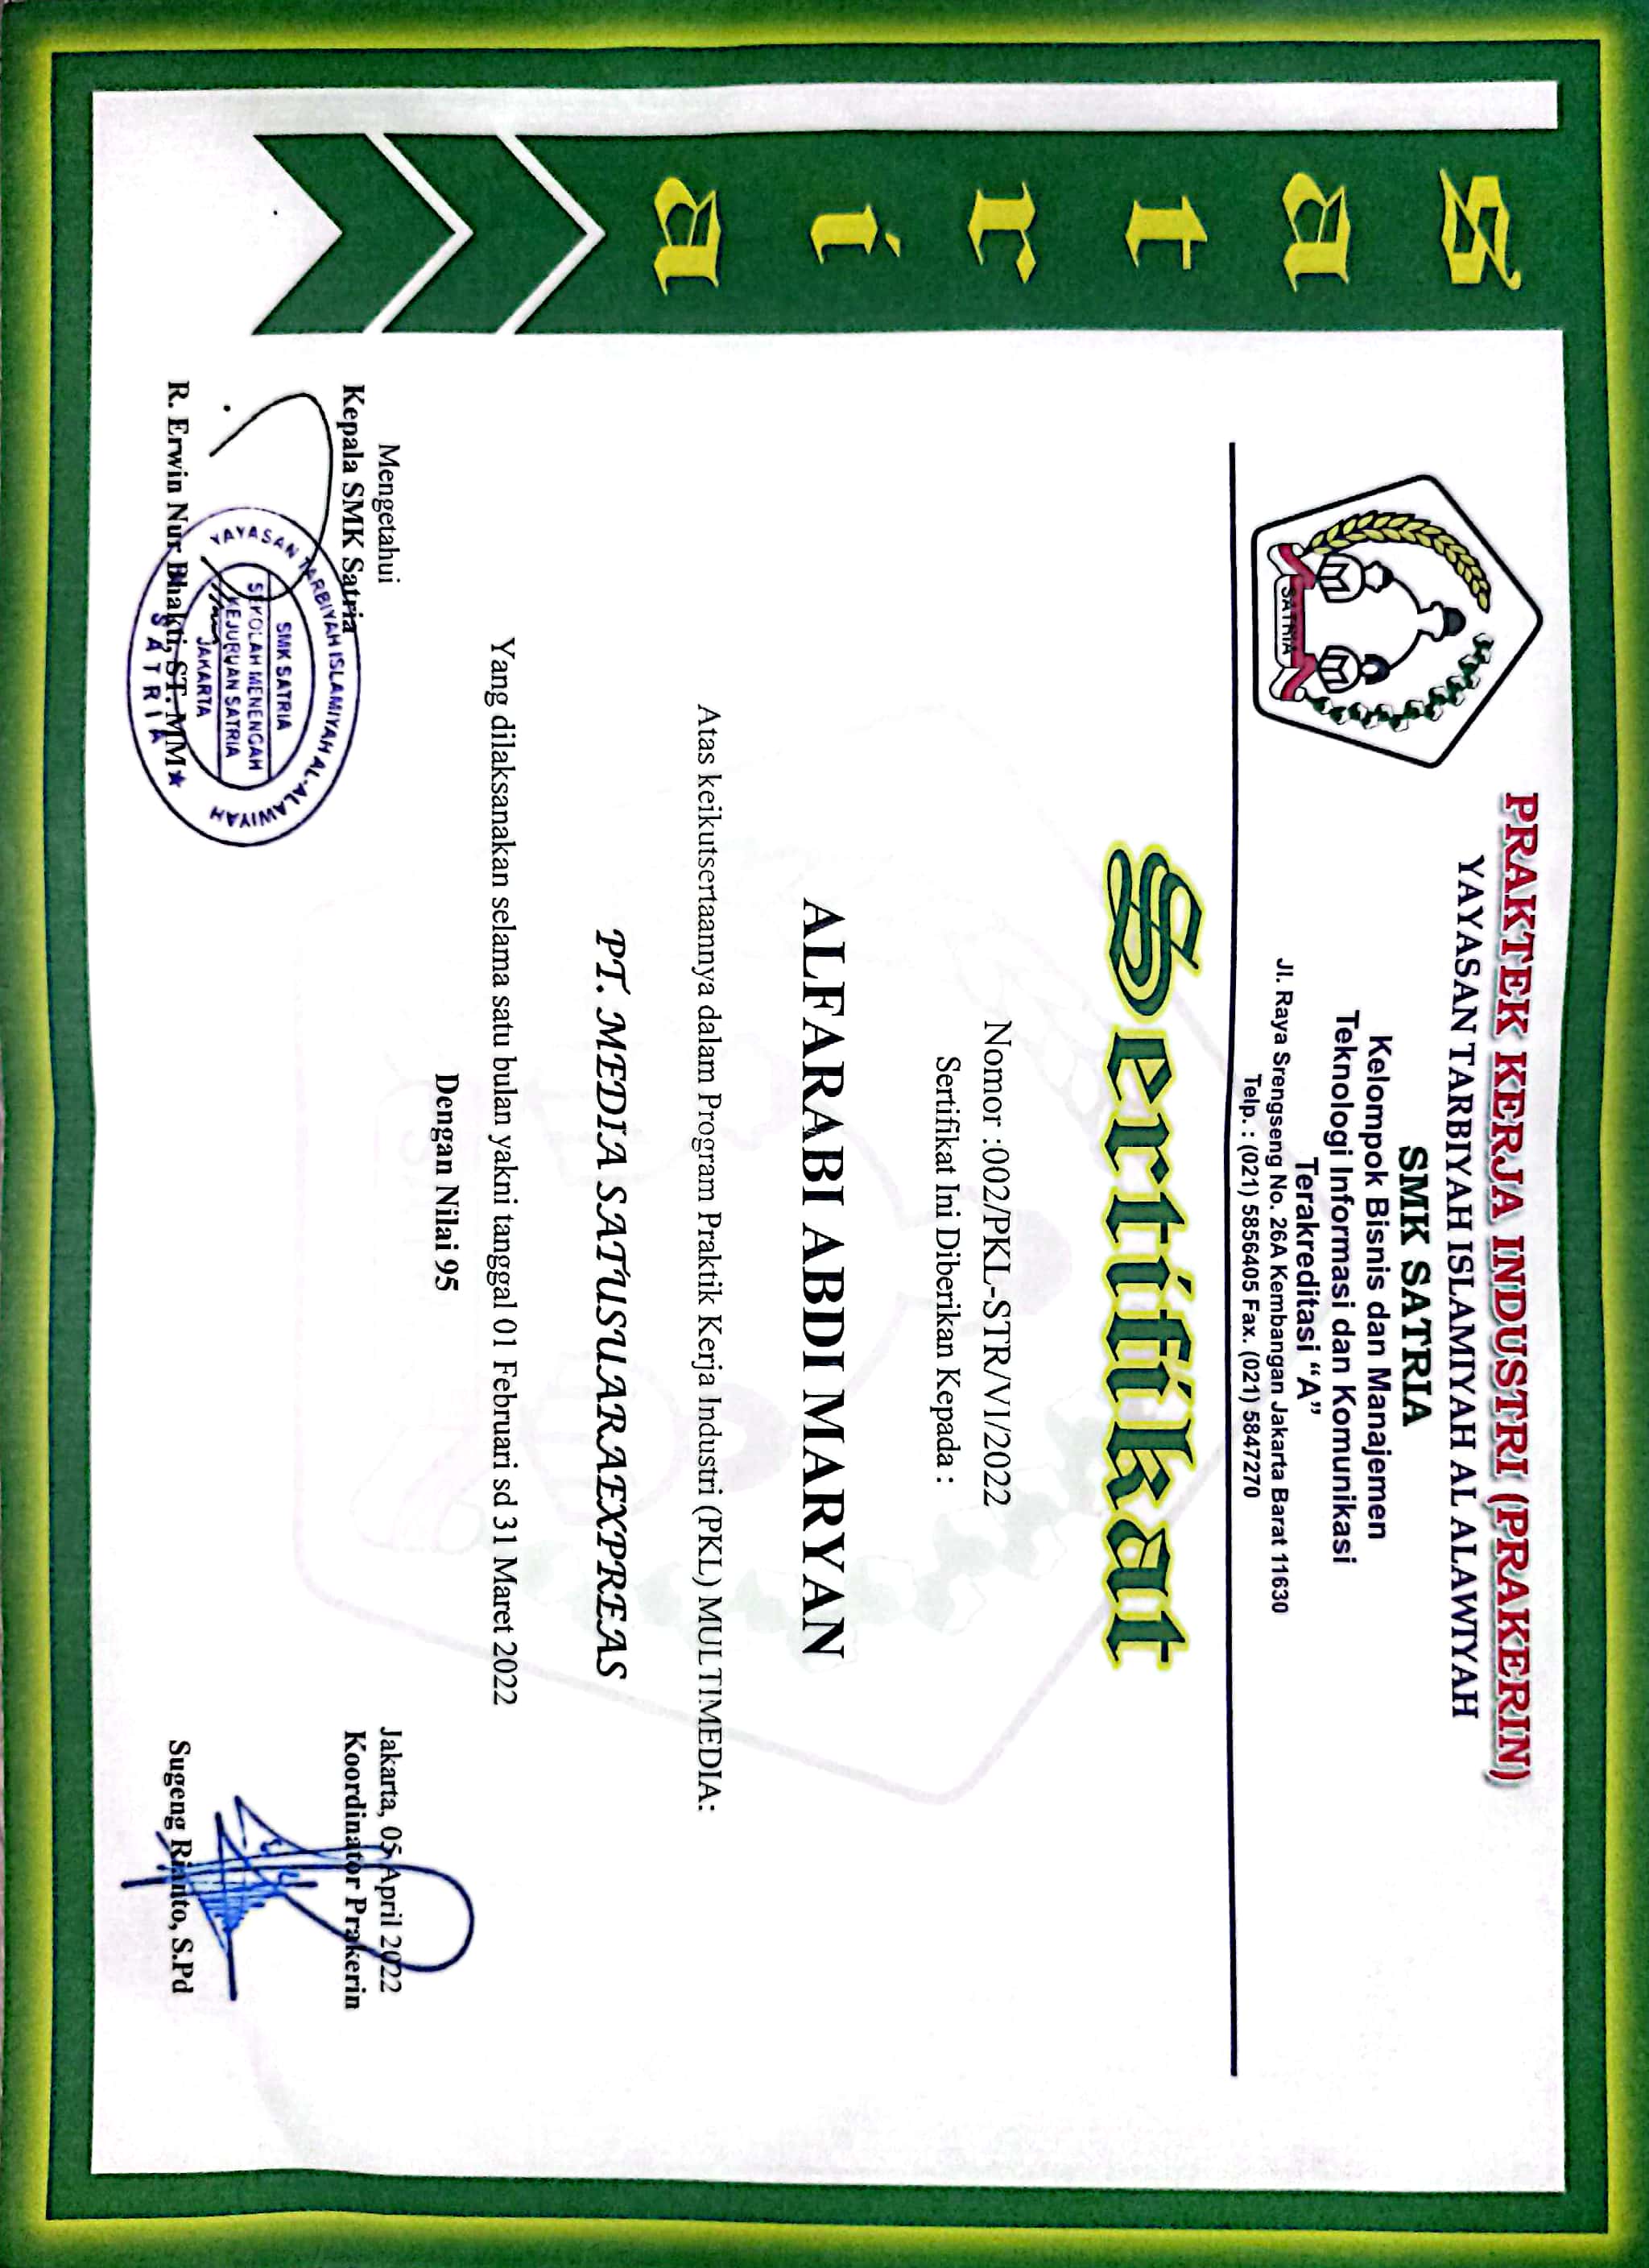 Satria
SATRIA
PRAKTEK KERJA INDUSTRI (PRAKERIN)
YAYASAN TARBIYAH ISLAMIYAH AL ALAWIYAH
SMK SATRIA
Kelompok Bisnis dan Manajemen
Teknologi Informasi dan Komunikasi
Terakreditasi “A”
Jl. Raya Srengseng No. 26A Kembangan Jakarta Barat 11630
Telp. : (021) 5856405 Fax. (021) 5847270
Sertifikat
Nomor :002/PKL-STR/VI/2022
Sertifikat Ini Diberikan Kepada :
ALFARABI ABDI MARYAN
Atas keikutsertaannya dalam Program Praktik Kerja Industri (PKL) MULTIMEDIA:
PT. MEDIA SATUSUARAEXPREAS
Yang dilaksanakan selama satu bulan yakni tanggal 01 Februari sd 31 Maret 2022
Dengan Nilai 95
Mengetahui
Kepala SMK Satria
YAYASAN TARBIYAH ISLAMIYAH AL-ALAWIYAH
SMK SATRIA
SEKOLAH MENENGAH
KEJURUAN SATRIA
JAKARTA
SATRIA
R. Erwin Nur Bhakti, ST. MM
Jakarta, 05 April 2022
Koordinator Prakerin
Sugeng Rianto, S.Pd